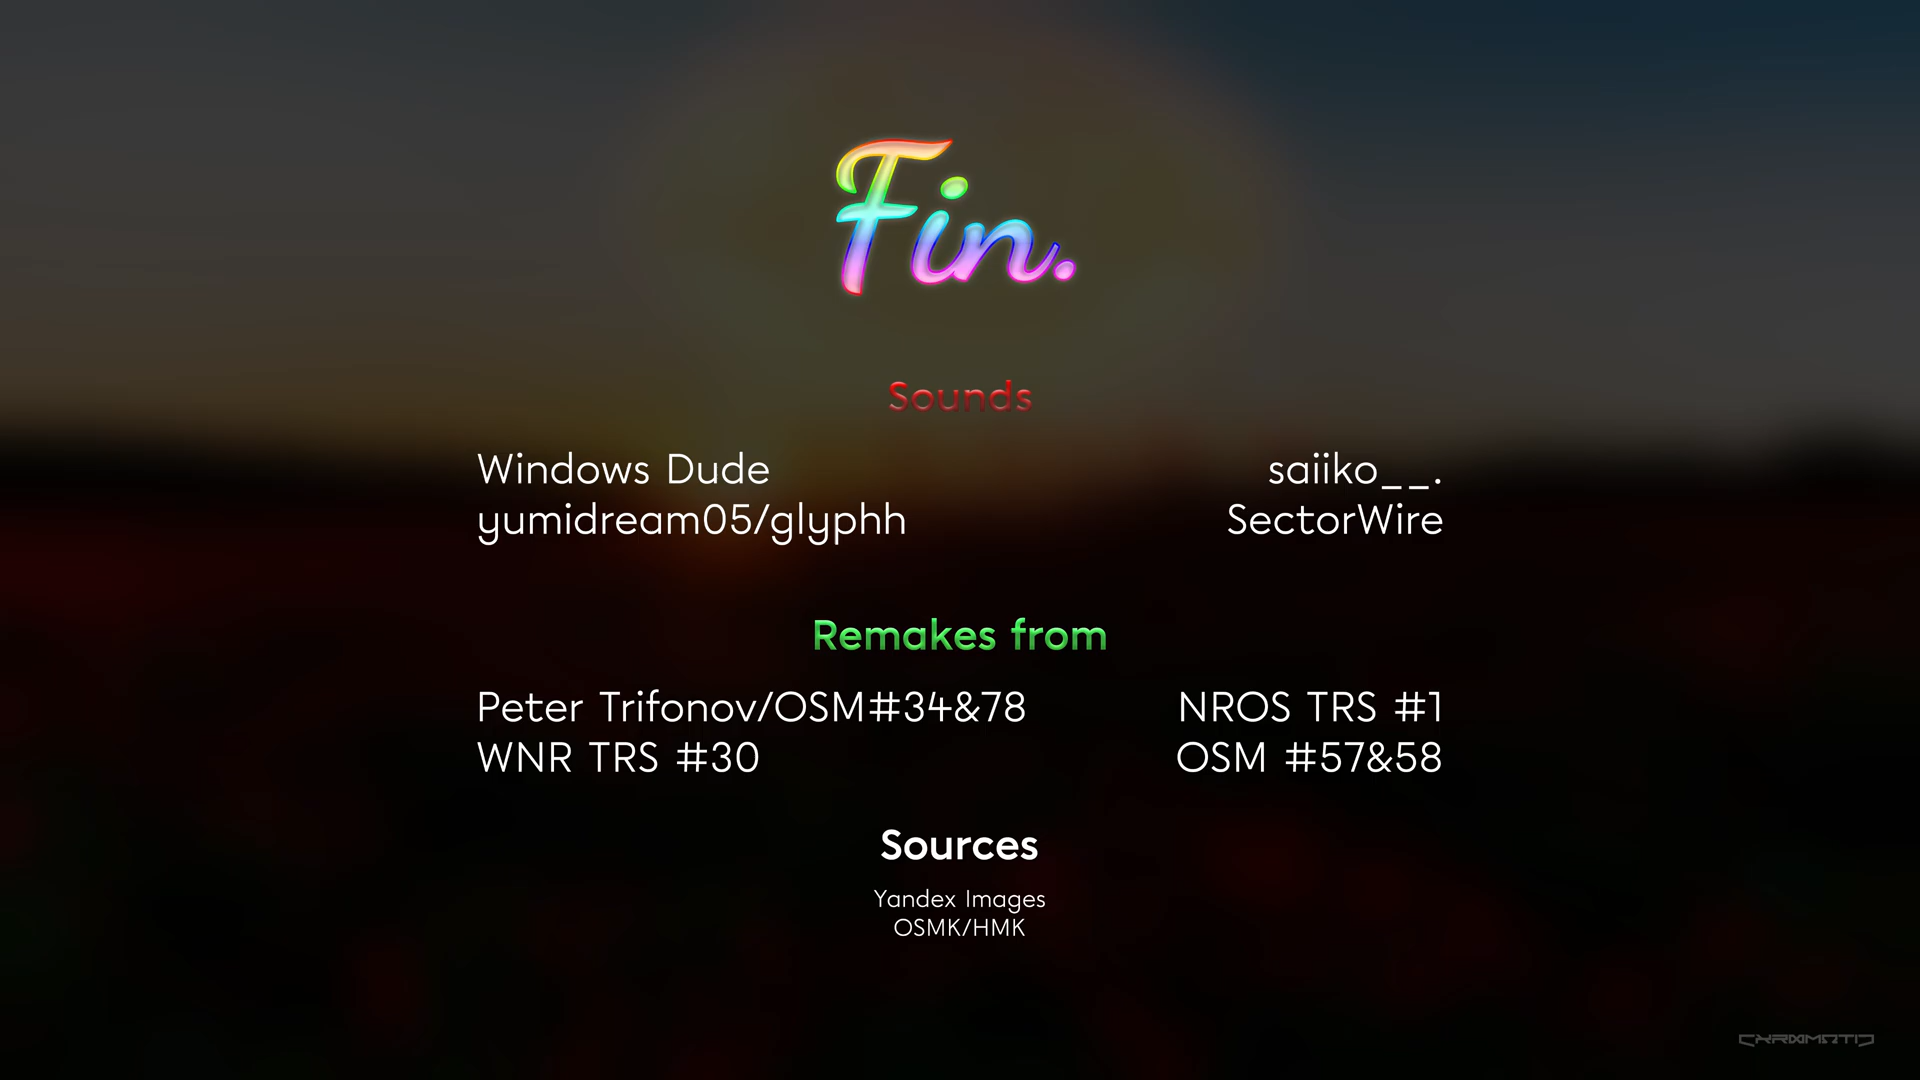 Fin.
Sounds
Windows Dude
saiiko__.
yumidream05/glyphh
SectorWire
Remakes from
Peter Trifonov/OSM#34&78
NROS TRS #1
WNR TRS #30
OSM #57&58
Sources
Yandex Images
OSMK/HMK
CHROMATIC